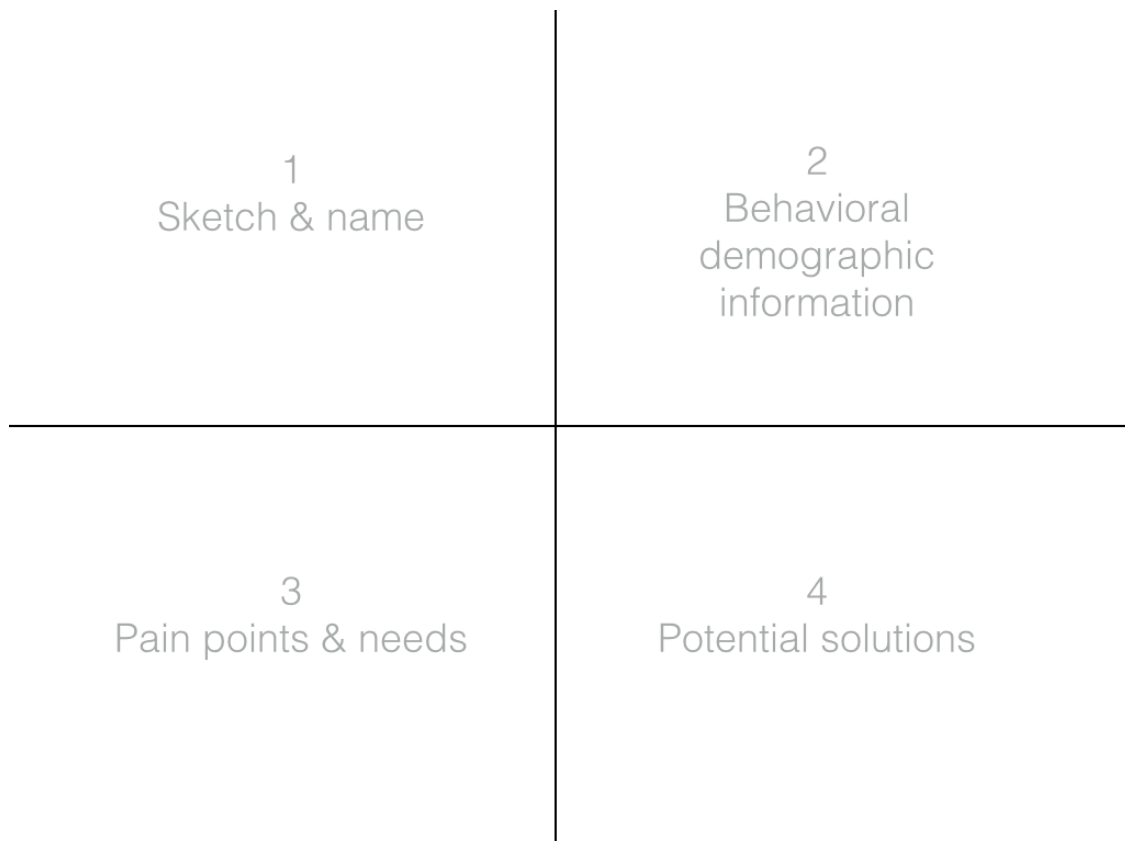 1
Sketch & name
2
Behavioral
demographic
information
3
Pain points & needs
4
Potential solutions